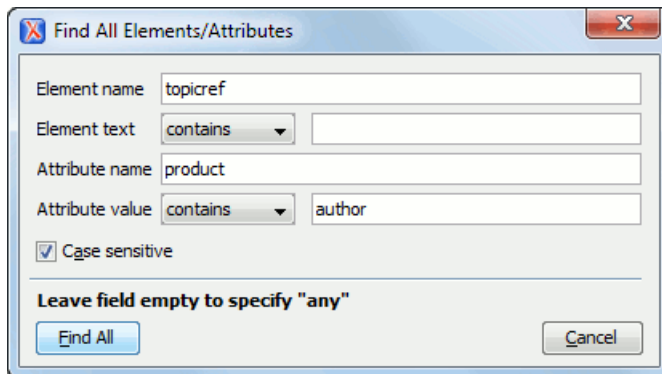 Find All Elements/Attributes
Element name topicref
Element text contains
Attribute name product
Attribute value contains author
Case sensitive
Leave field empty to specify "any"
Find All Cancel